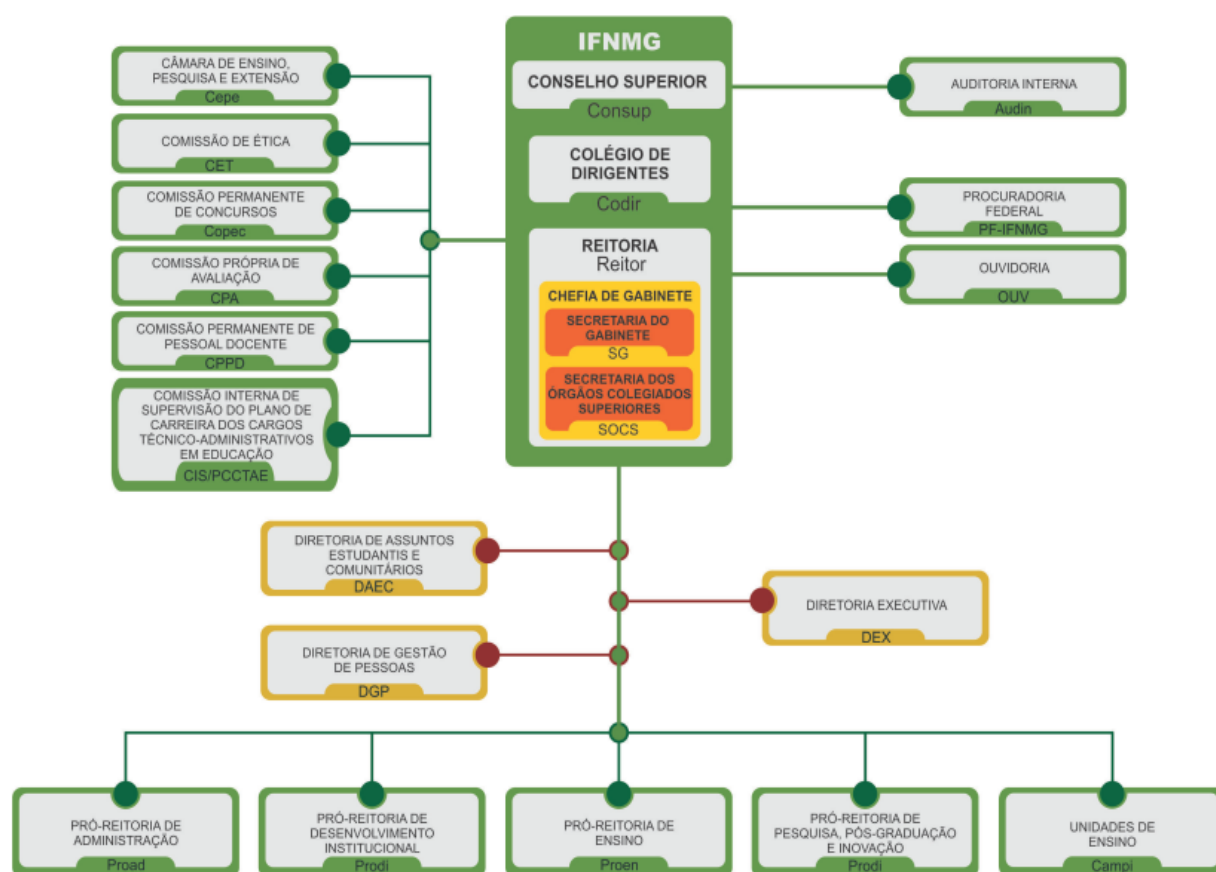 IFNMG
CONSELHO SUPERIOR
Consup
COLÉGIO DE
DIRIGENTES
Codir
REITORIA
Reitor
CHEFIA DE GABINETE
SECRETARIA DO
GABINETE
SG
SECRETARIA DOS
ÓRGÃOS COLEGIADOS
SUPERIORES
SOCS
CÂMARA DE ENSINO,
PESQUISA E EXTENSÃO
Cepe
COMISSÃO DE ÉTICA
CET
COMISSÃO PERMANENTE
DE CONCURSOS
Copec
COMISSÃO PRÓPRIA DE
AVALIAÇÃO
CPA
COMISSÃO PERMANENTE DE
PESSOAL DOCENTE
CPPD
COMISSÃO INTERNA DE
SUPERVISÃO DO PLANO DE
CARREIRA DOS CARGOS
TÉCNICO-ADMINISTRATIVOS
EM EDUCAÇÃO
CIS/PCCTAE
AUDITORIA INTERNA
Audin
PROCURADORIA
FEDERAL
PF-IFNMG
OUVIDORIA
OUV
DIRETORIA DE ASSUNTOS
ESTUDANTIS E
COMUNITÁRIOS
DAEC
DIRETORIA EXECUTIVA
DEX
DIRETORIA DE GESTÃO
DE PESSOAS
DGP
PRÓ-REITORIA DE
ADMINISTRAÇÃO
Proad
PRÓ-REITORIA DE
DESENVOLVIMENTO
INSTITUCIONAL
Prodi
PRÓ-REITORIA DE
ENSINO
Proen
PRÓ-REITORIA DE
PESQUISA, PÓS-GRADUAÇÃO
E INOVAÇÃO
Prodi
UNIDADES DE
ENSINO
Campi